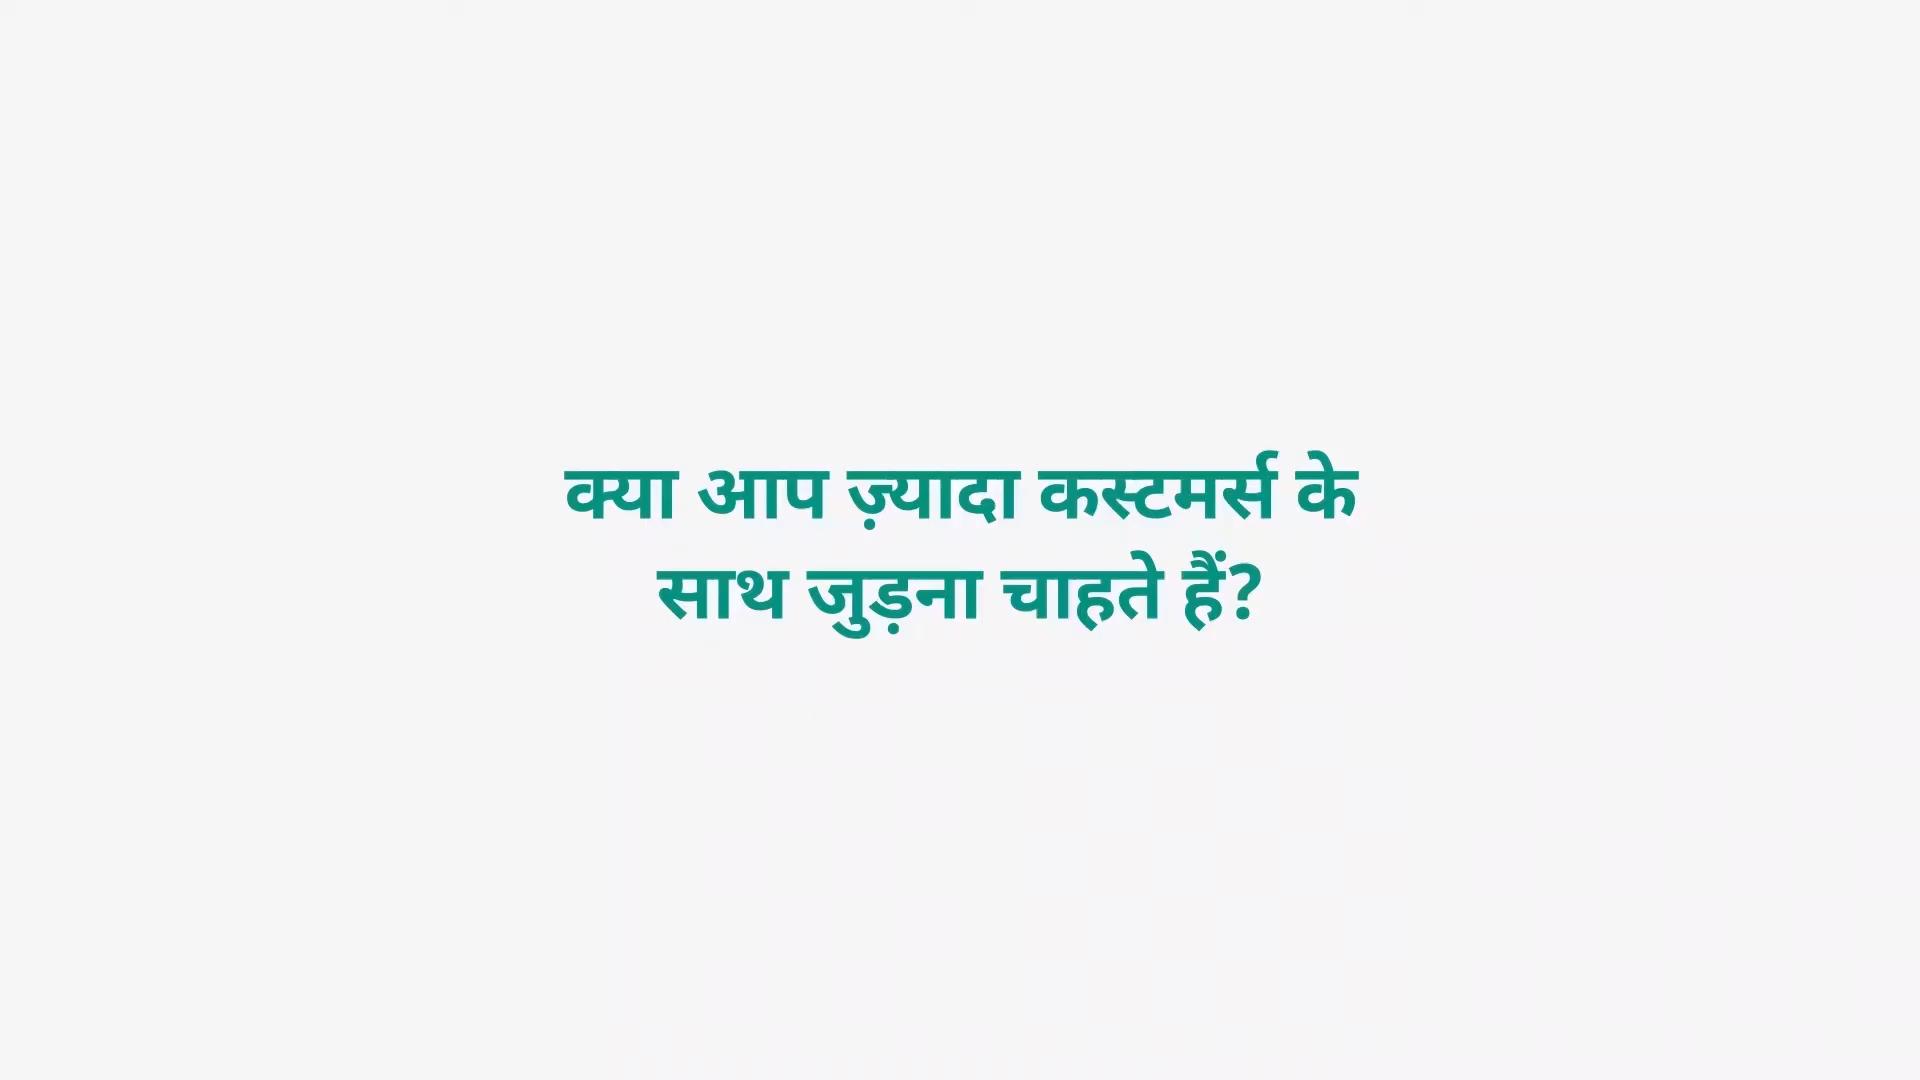 क्या आप ज़्यादा कस्टमर्स के
साथ जुड़ना चाहते हैं?